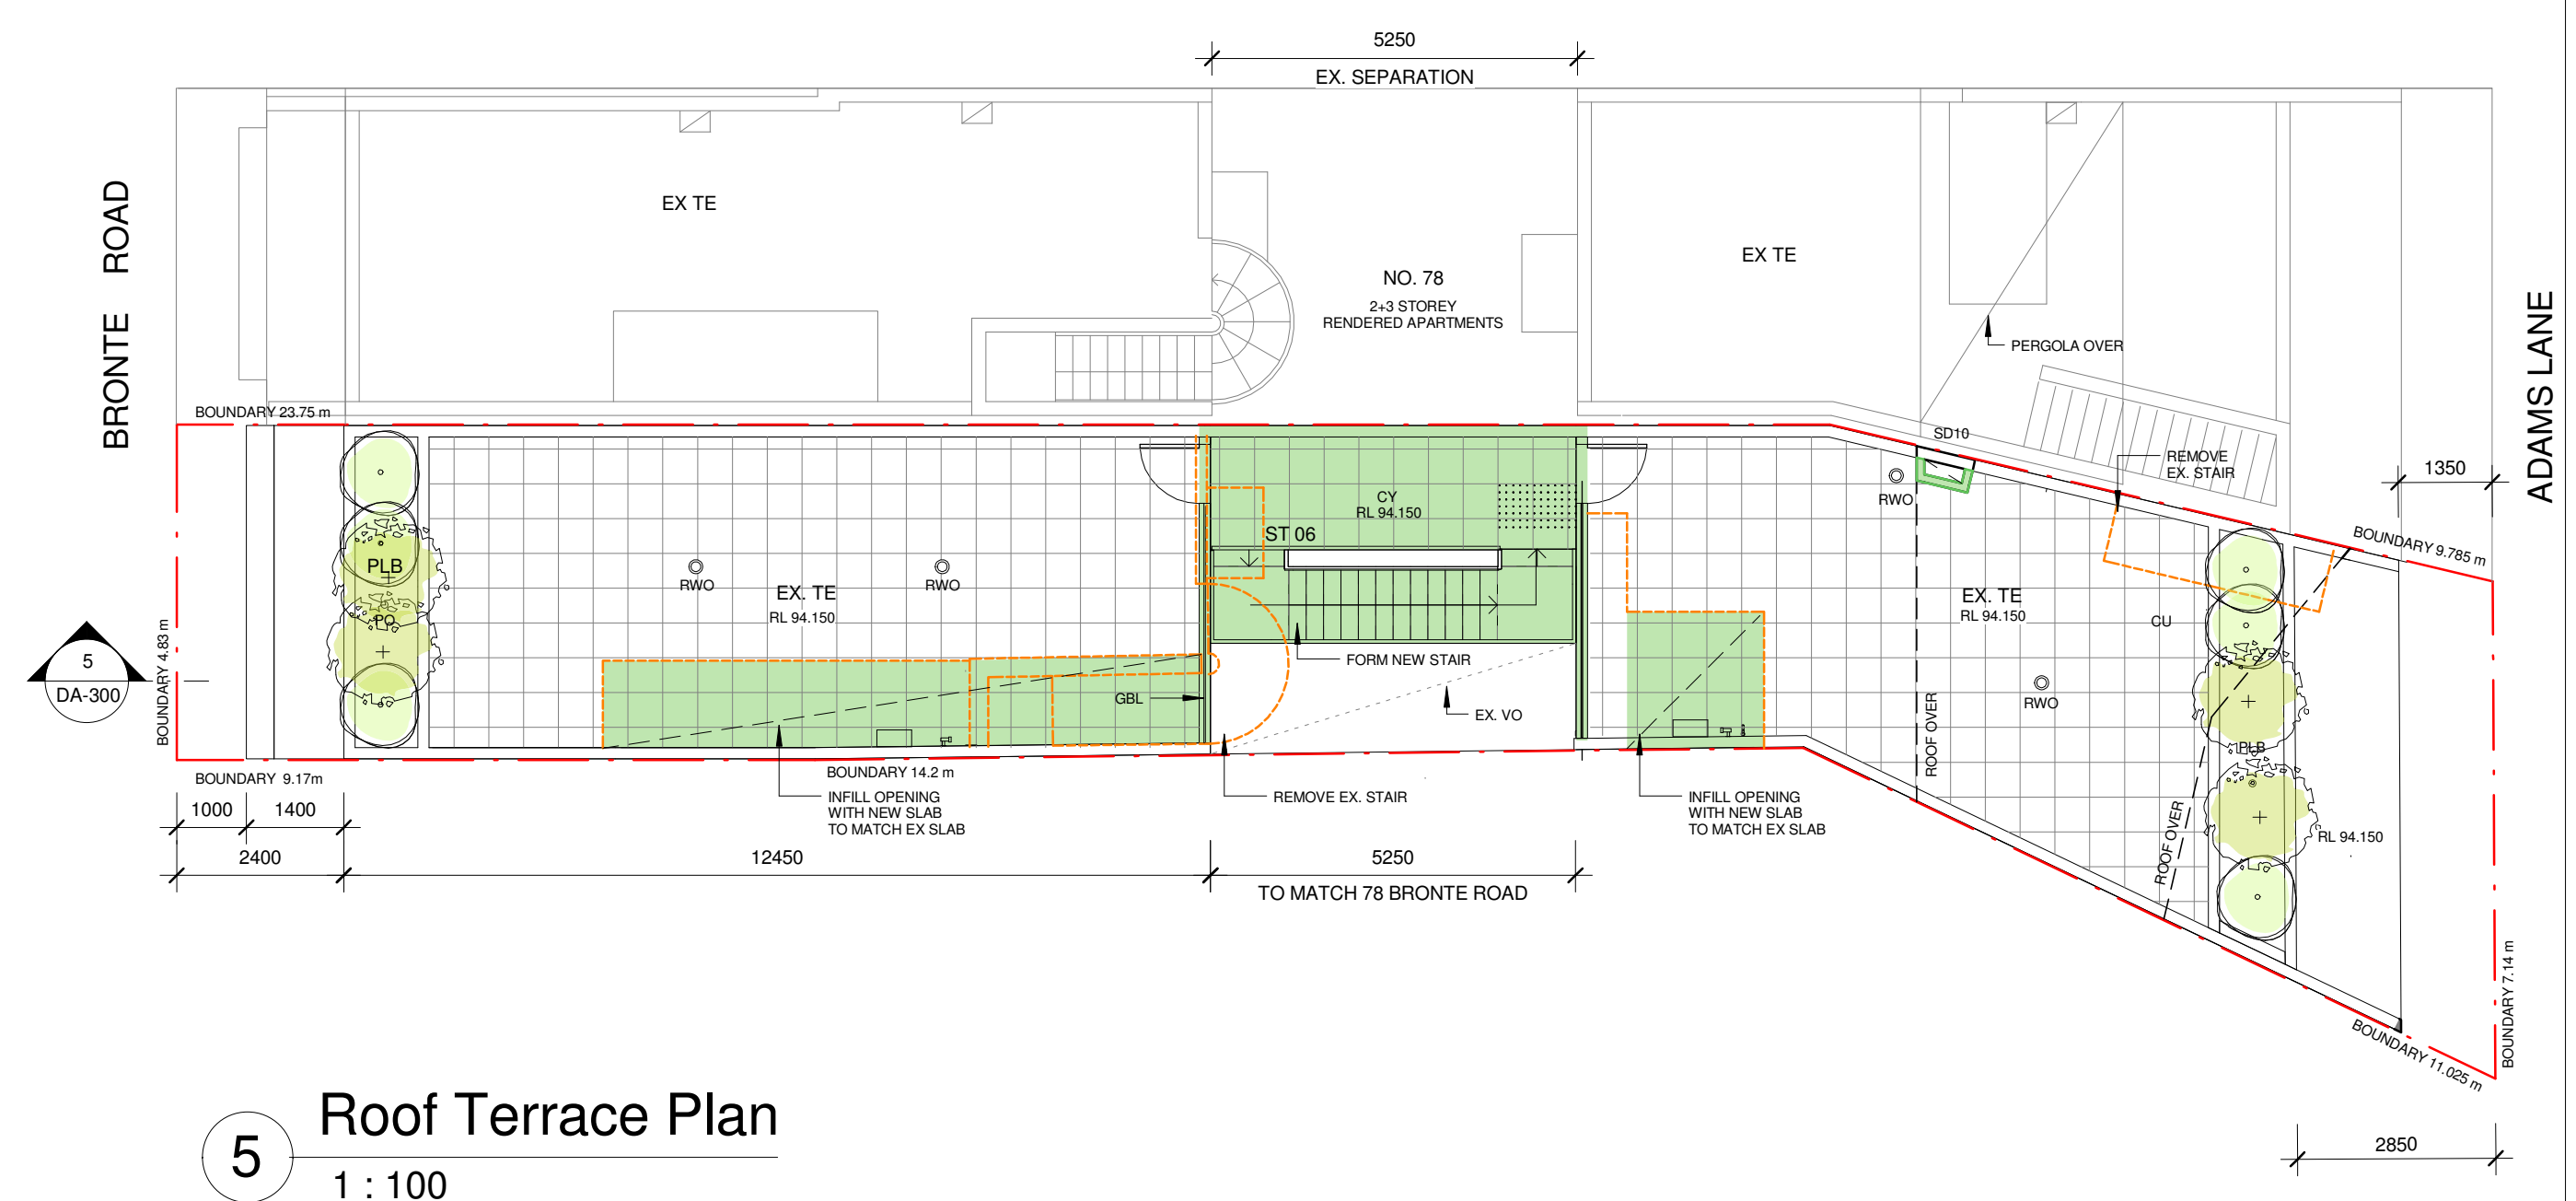 5250
EX. SEPARATION
BRONTE ROAD
EX TE
NO. 78
2+3 STOREY
RENDERED APARTMENTS
EX TE
PERGOLA OVER
ADAMS LANE
BOUNDARY 23.75 m
SD10
REMOVE
EX. STAIR
1350
RWO
CY
RL 94.150
ST 06
BOUNDARY 9.785 m
PLB
PO
RWO
RWO
EX. TE
RL 94.150
EX. TE
RL 94.150
CU
BOUNDARY 4.83 m
5
DA-300
FORM NEW STAIR
GBL
EX. VO
RWO
ROOF OVER
PLB
BOUNDARY 9.17m
BOUNDARY 14.2 m
INFILL OPENING
WITH NEW SLAB
TO MATCH EX SLAB
REMOVE EX. STAIR
INFILL OPENING
WITH NEW SLAB
TO MATCH EX SLAB
ROOF OVER
RL 94.150
1000
1400
2400
12450
5250
TO MATCH 78 BRONTE ROAD
BOUNDARY 7.14 m
BOUNDARY 11.025 m
5
Roof Terrace Plan
1 : 100
2850